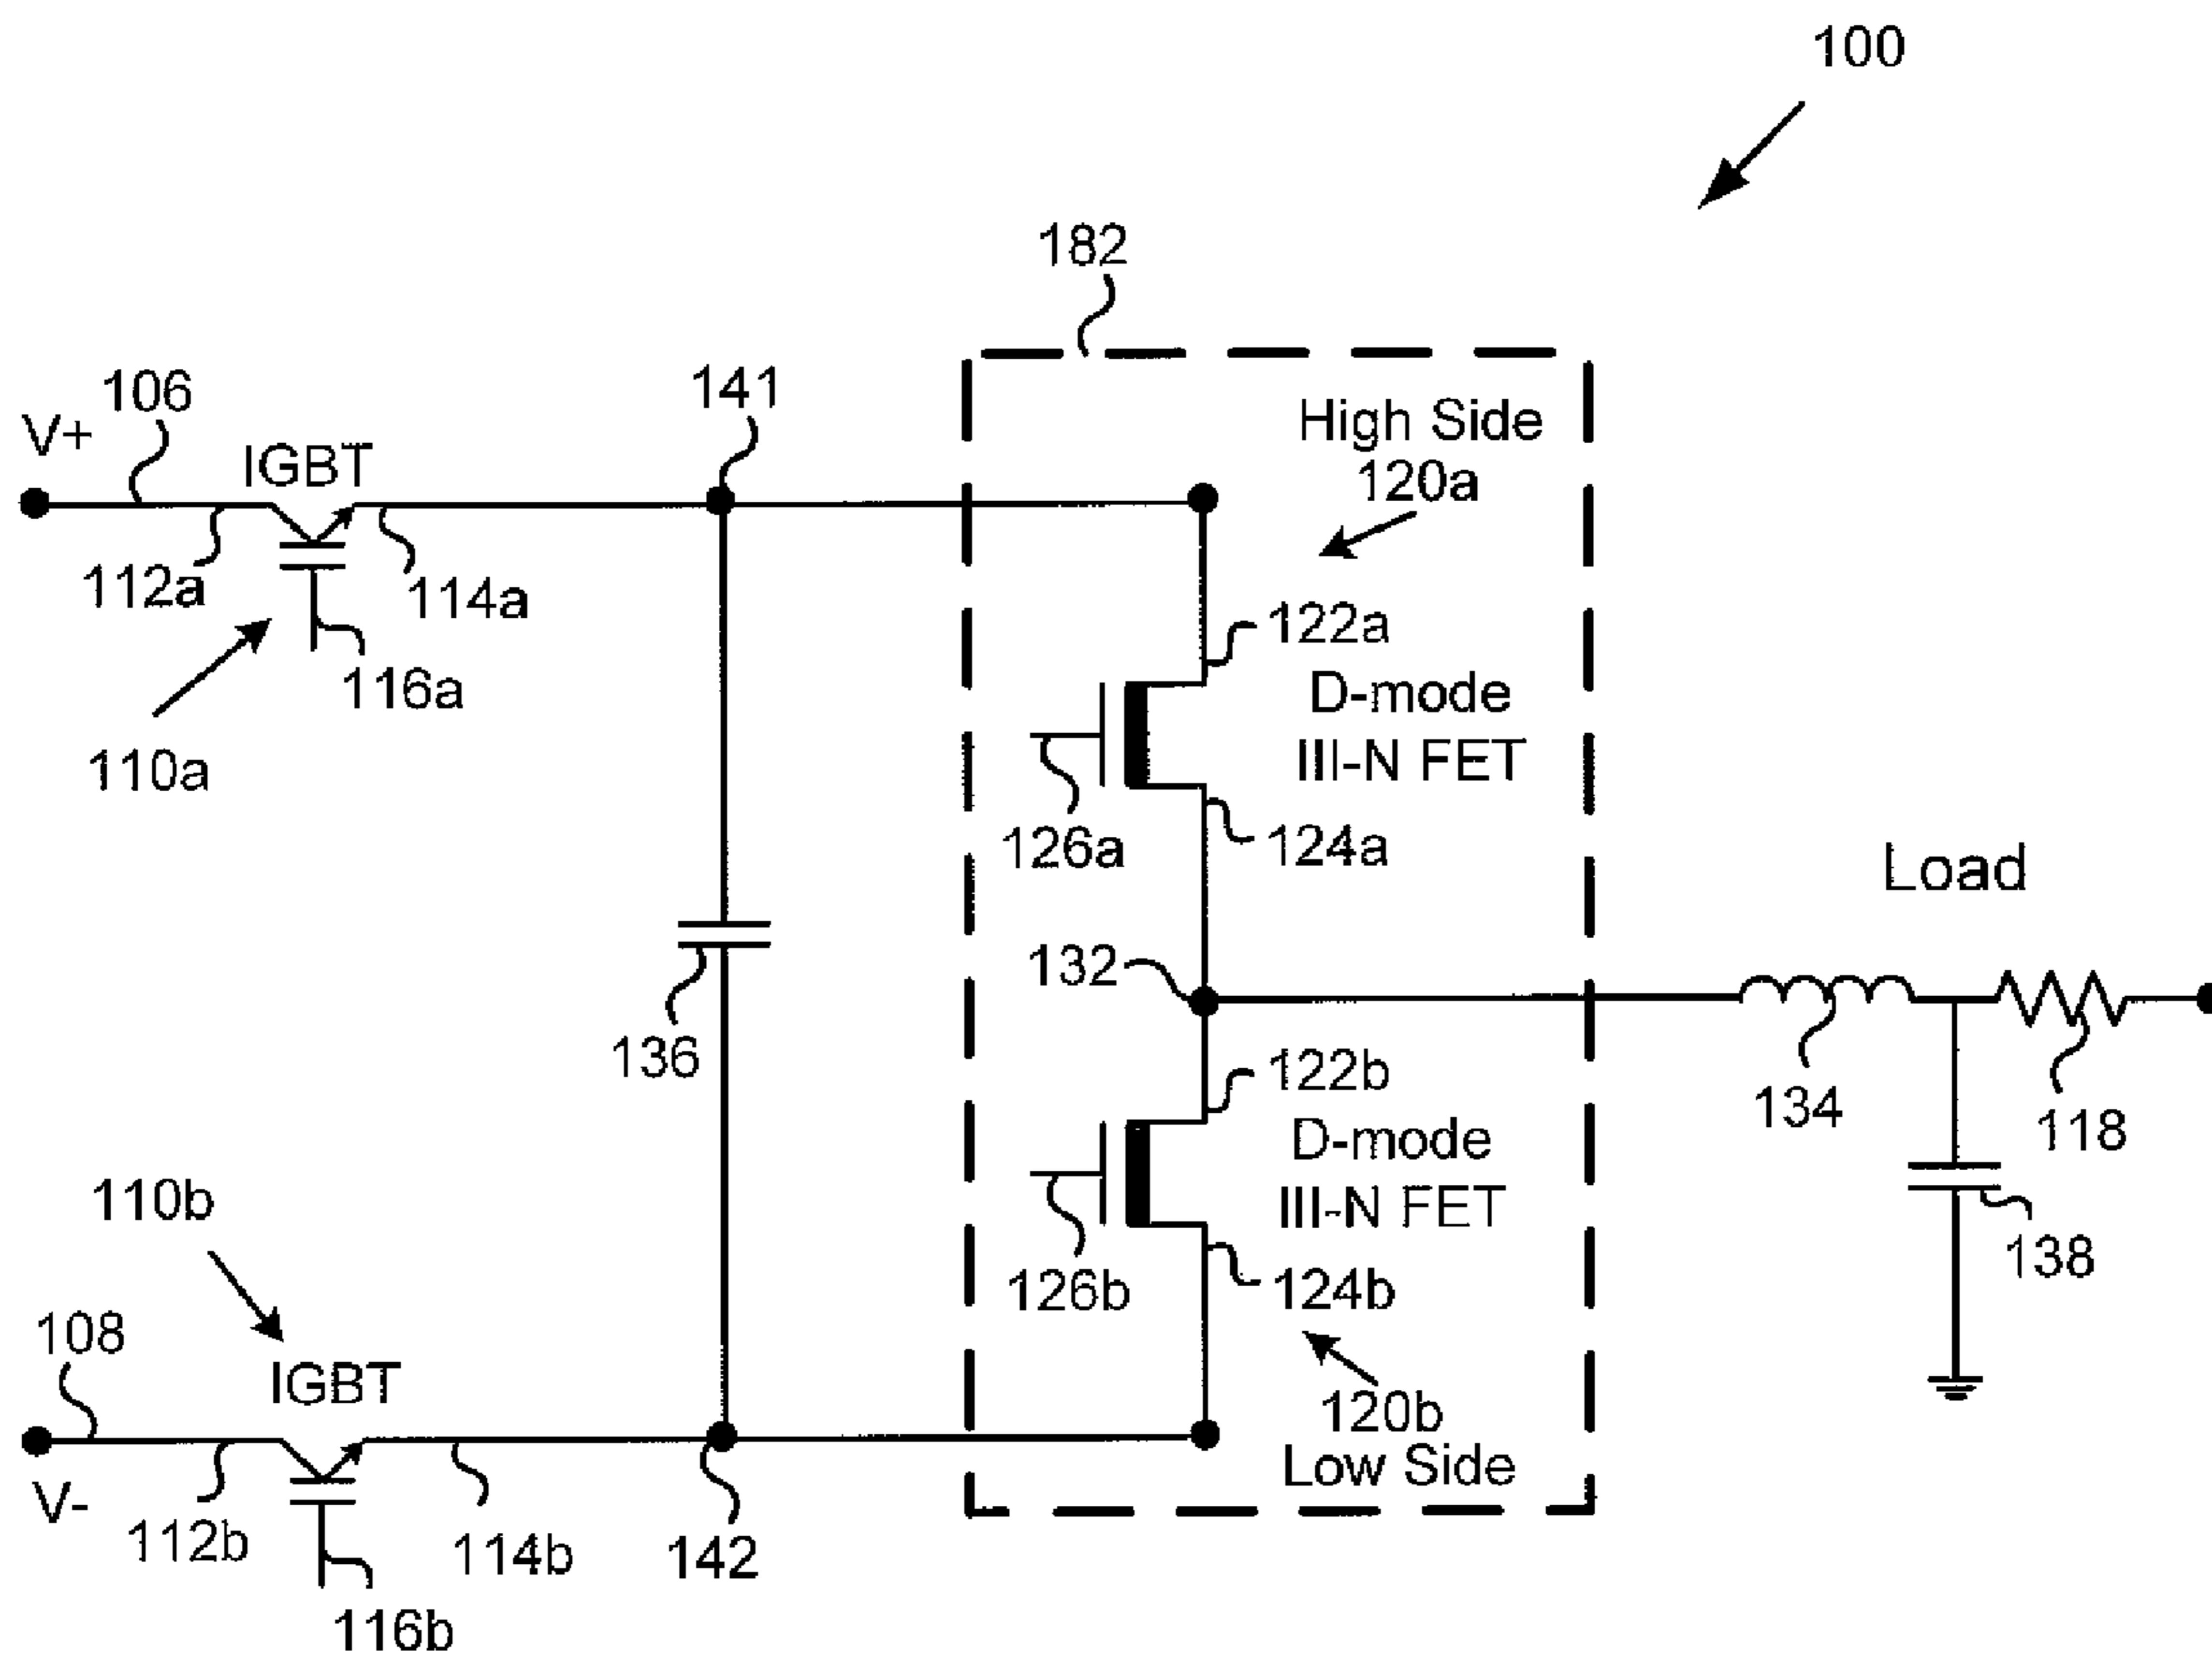 100
182
106
141
V+
IGBT
High Side
120a
112a
114a
122a
116a
D-mode
III-N FET
110a
126a
124a
Load
132
136
122b
134
118
D-mode
III-N FET
110b
138
126b
124b
108
IGBT
120b
Low Side
V-
112b
114b
142
116b